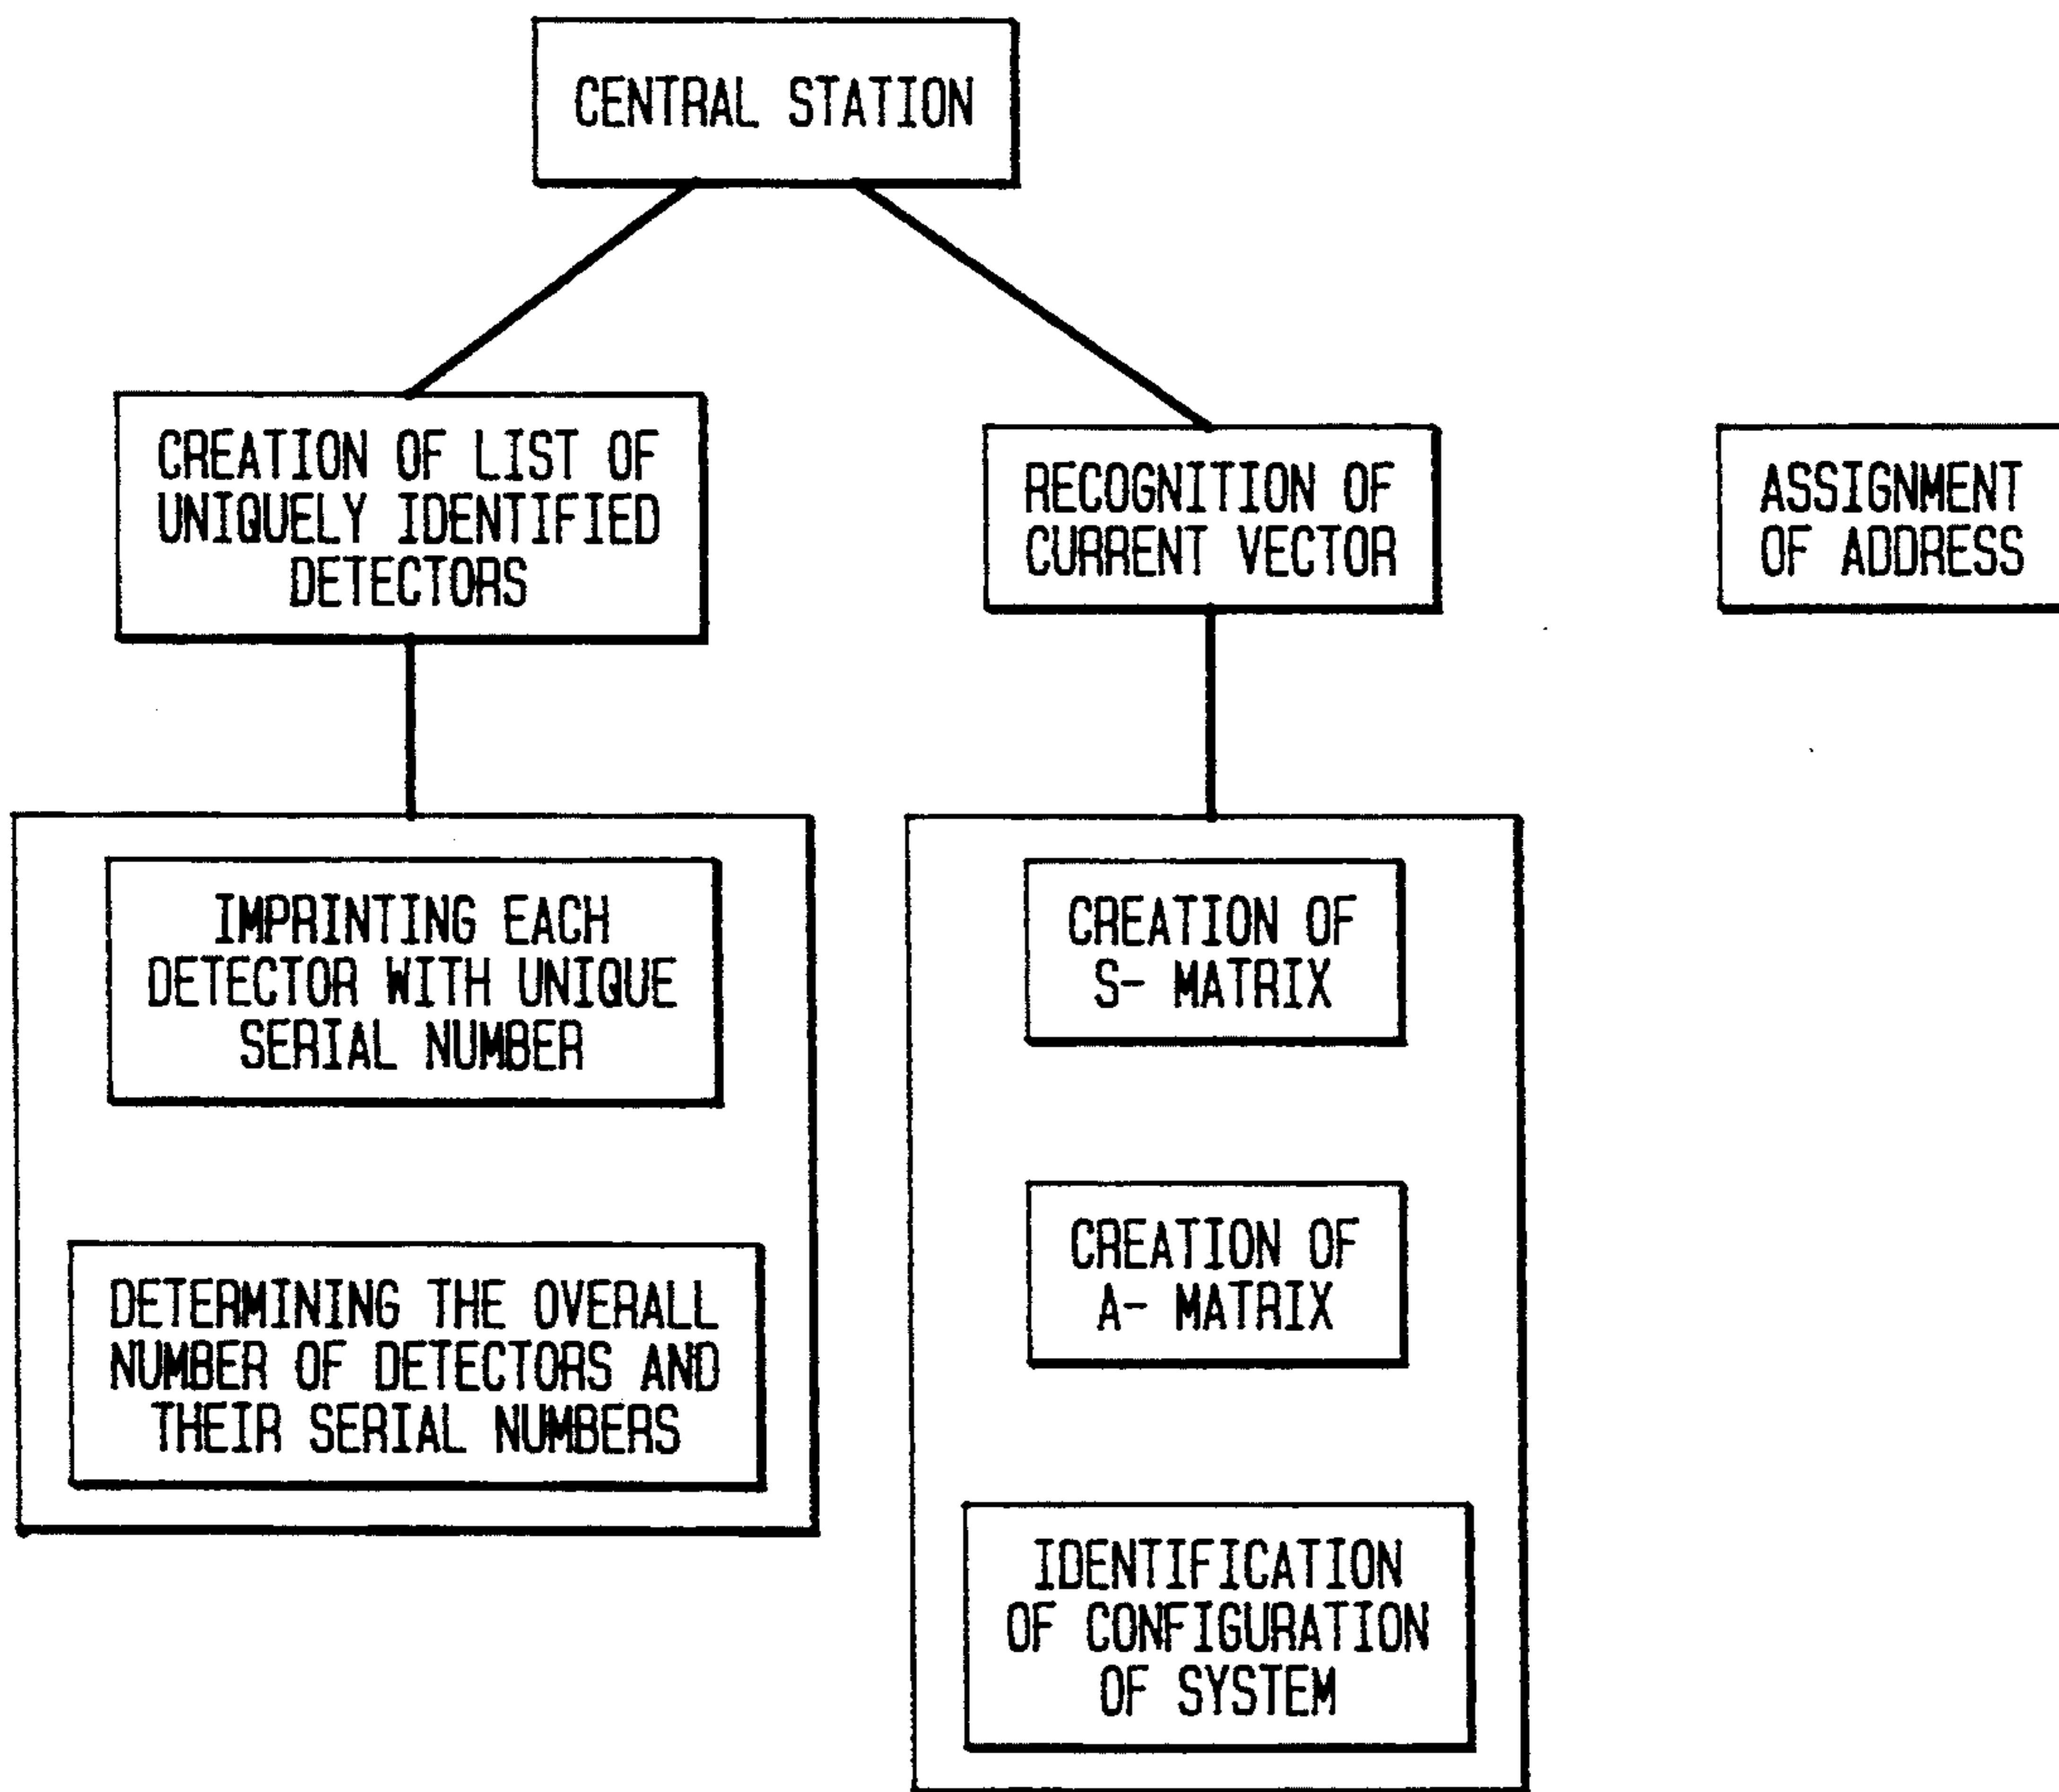 CENTRAL STATION
CREATION OF LIST OF
UNIQUELY IDENTIFIED
DETECTORS
RECOGNITION OF
CURRENT VECTOR
ASSIGNMENT
OF ADDRESS
IMPRINTING EACH
DETECTOR WITH UNIQUE
SERIAL NUMBER
DETERMINING THE OVERALL
NUMBER OF DETECTORS AND
THEIR SERIAL NUMBERS
CREATION OF
S- MATRIX
CREATION OF
A- MATRIX
IDENTIFICATION
OF CONFIGURATION
OF SYSTEM